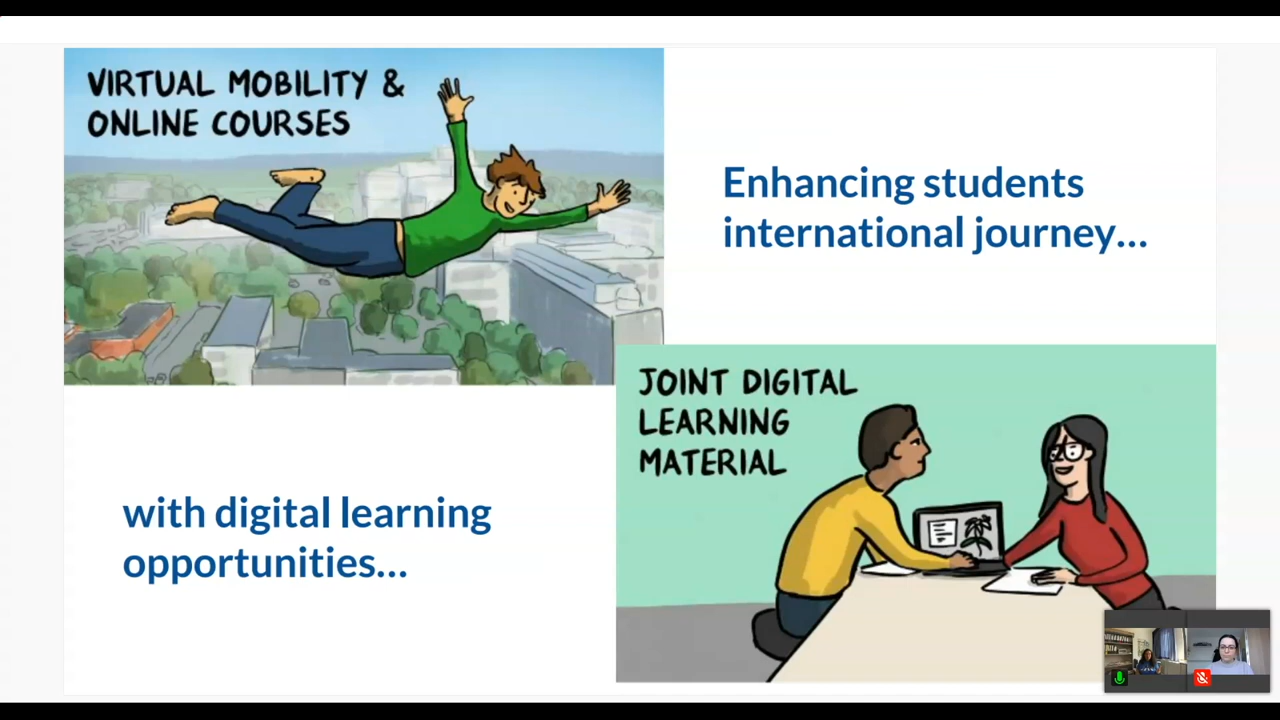 VIRTUAL MOBILITY &
ONLINE COURSES
Enhancing students
international journey...
JOINT DIGITAL
LEARNING
MATERIAL
with digital learning
opportunities...